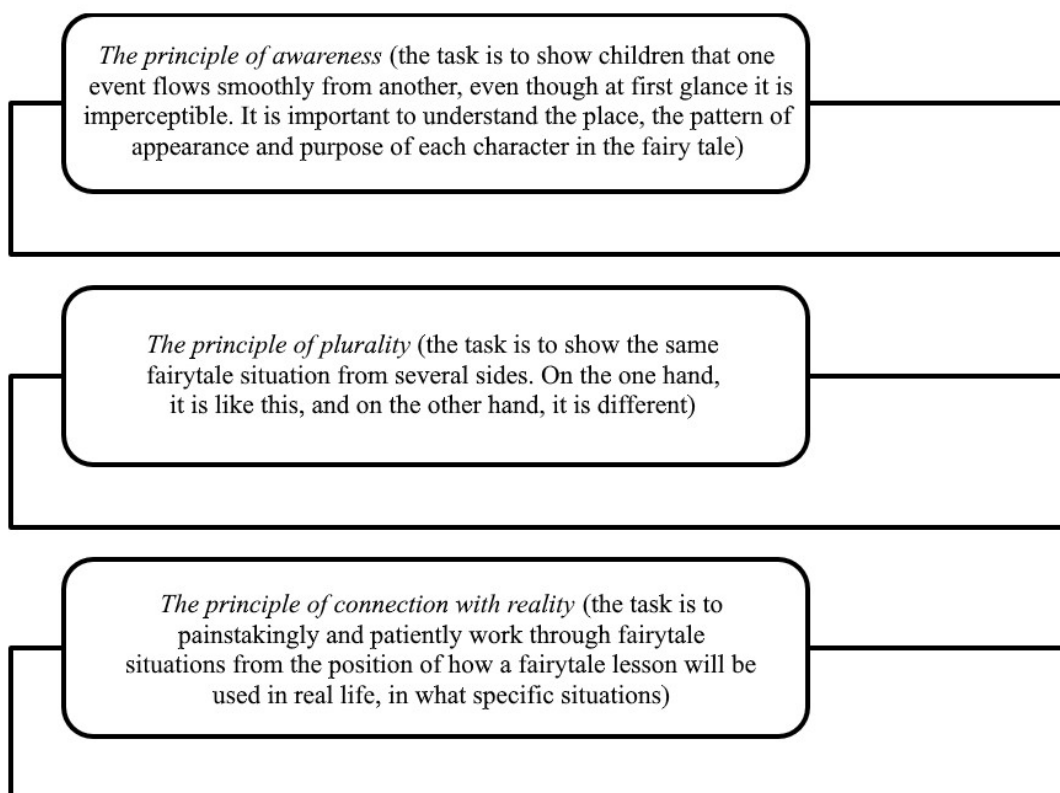 The principle of awareness (the task is to show children that one
event flows smoothly from another, even though at first glance it is
imperceptible. It is important to understand the place, the pattern of
appearance and purpose of each character in the fairy tale)
The principle of plurality (the task is to show the same
fairytale situation from several sides. On the one hand,
it is like this, and on the other hand, it is different)
The principle of connection with reality (the task is to
painstakingly and patiently work through fairytale
situations from the position of how a fairytale lesson will be
used in real life, in what specific situations)